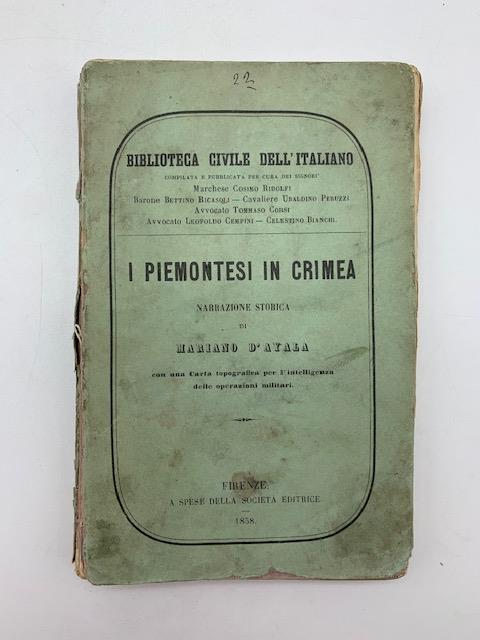 22
BIBLIOTECA CIVILE DELL'ITALIANO
COMPILATA E PUBBLICATA PER CURA DEI SIGNORI
Marchese COSIMO RIDOLFI
Barone BETTINO RICASOLI — Cavaliere UBALDINO PERUZZI
Avvocato TOMMASO CORSI
Avvocato LEOPOLDO CEMPINI — CELESTINO BIANCHI.
I PIEMONTESI IN CRIMEA
NARRAZIONE STORICA
DI
MARIANO D'AYALA
con una Carta topografica per l'intelligenza
delle operazioni militari.
FIRENZE,
A SPESE DELLA SOCIETÀ EDITRICE
—
1858.